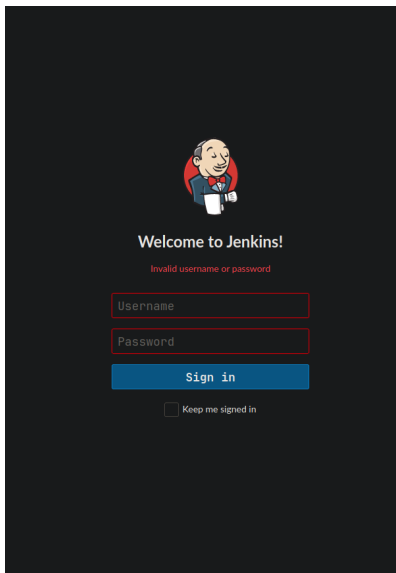 Welcome to Jenkins!
Invalid username or password
Username
Password
Sign in
Keep me signed in